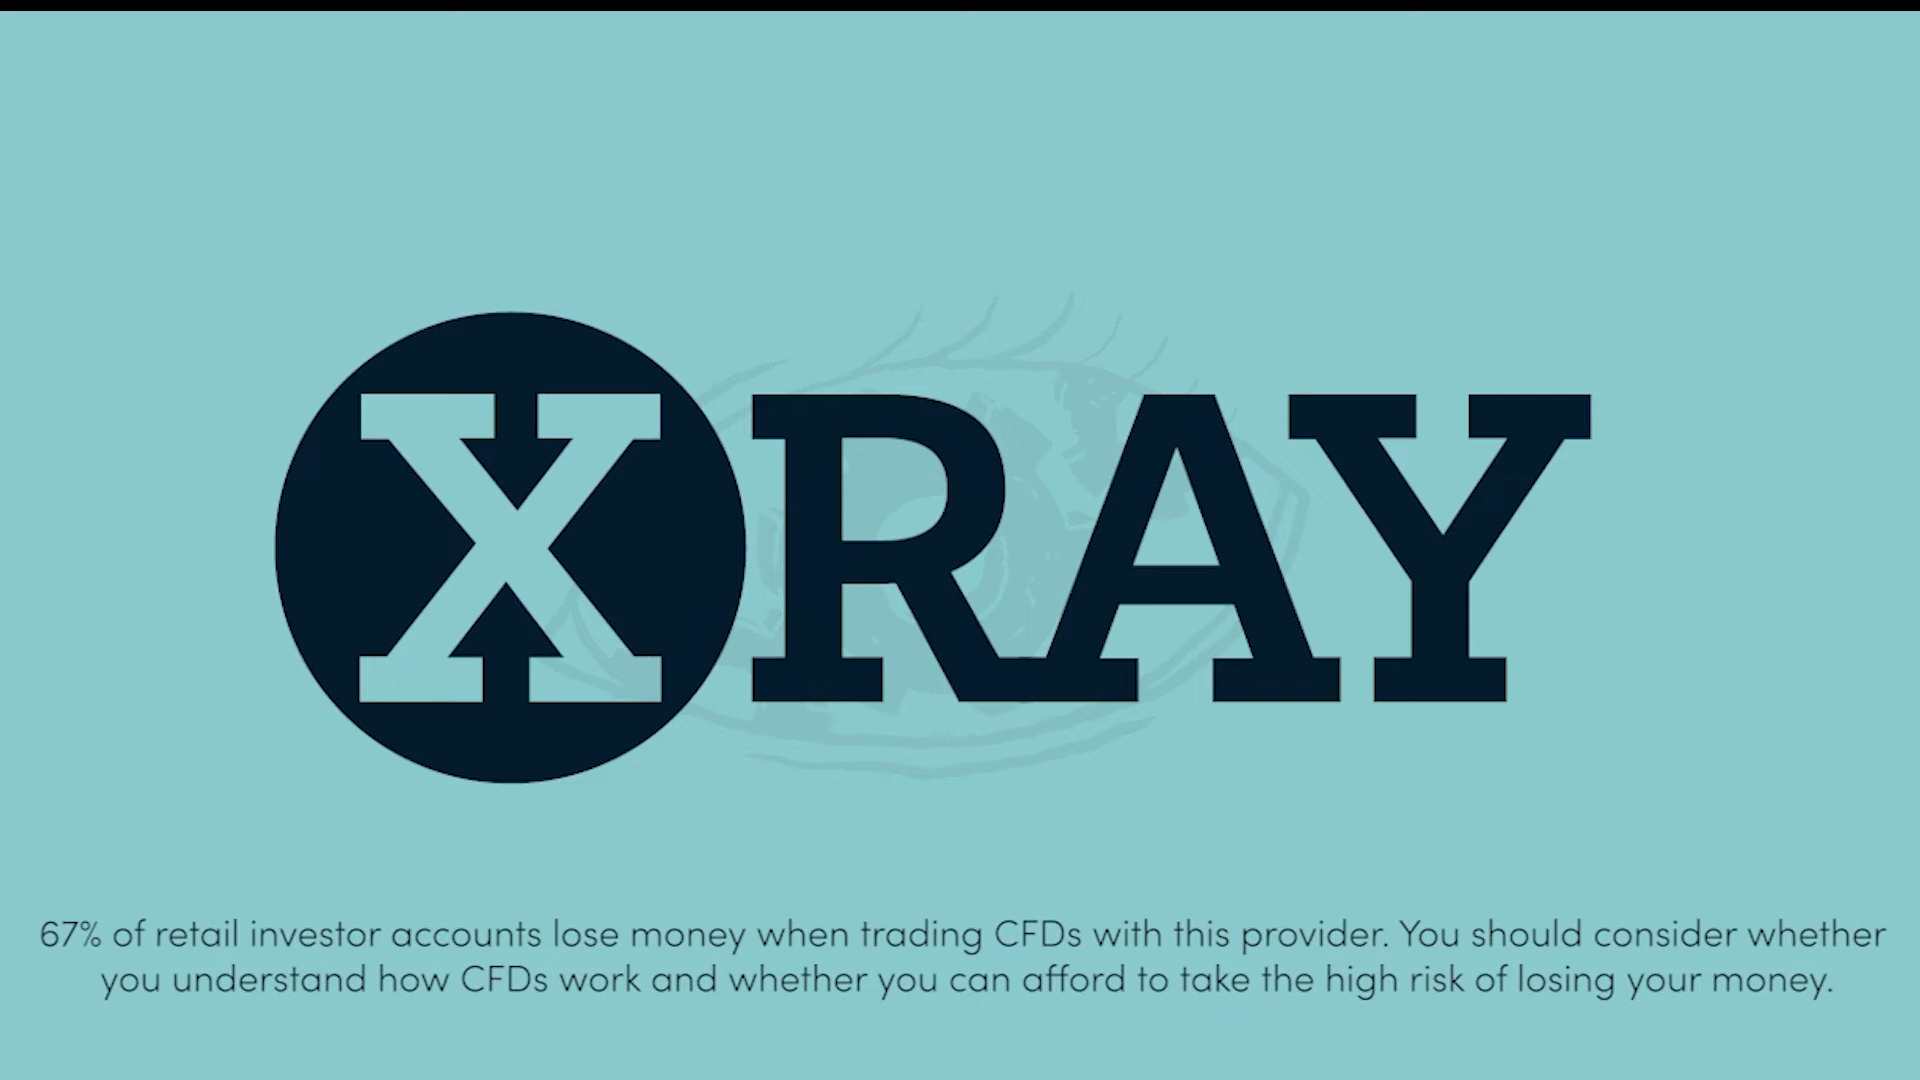 XRAY
67% of retail investor accounts lose money when trading CFDs with this provider. You should consider whether
you understand how CFDs work and whether you can afford to take the high risk of losing your money.